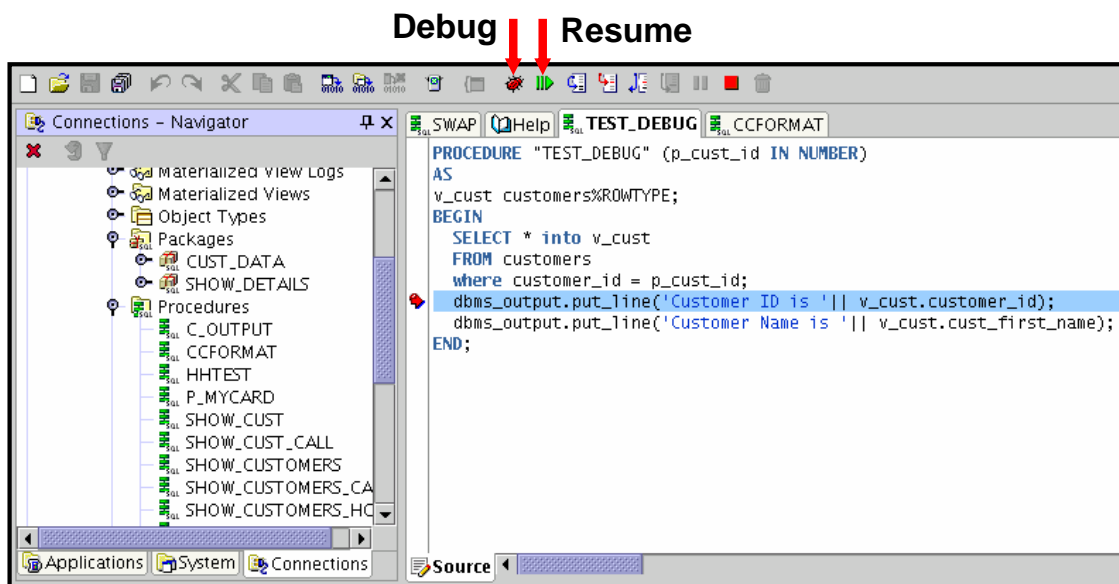 Debug Resume
Connections - Navigator
Materialized View Logs
Materialized Views
Object Types
Packages
CUST_DATA
SHOW_DETAILS
Procedures
C_OUTPUT
CCFORMAT
HHTEST
P_MYCARD
SHOW_CUST
SHOW_CUST_CALL
SHOW_CUSTOMERS
SHOW_CUSTOMERS_CA
SHOW_CUSTOMERS_HC
Applications System Connections
SWAP Help TEST_DEBUG CCFORMAT
PROCEDURE "TEST_DEBUG" (p_cust_id IN NUMBER)
AS
v_cust customers%ROWTYPE;
BEGIN
SELECT * into v_cust
FROM customers
where customer_id = p_cust_id;
dbms_output.put_line('Customer ID is '|| v_cust.customer_id);
dbms_output.put_line('Customer Name is '|| v_cust.cust_first_name);
END;
Source